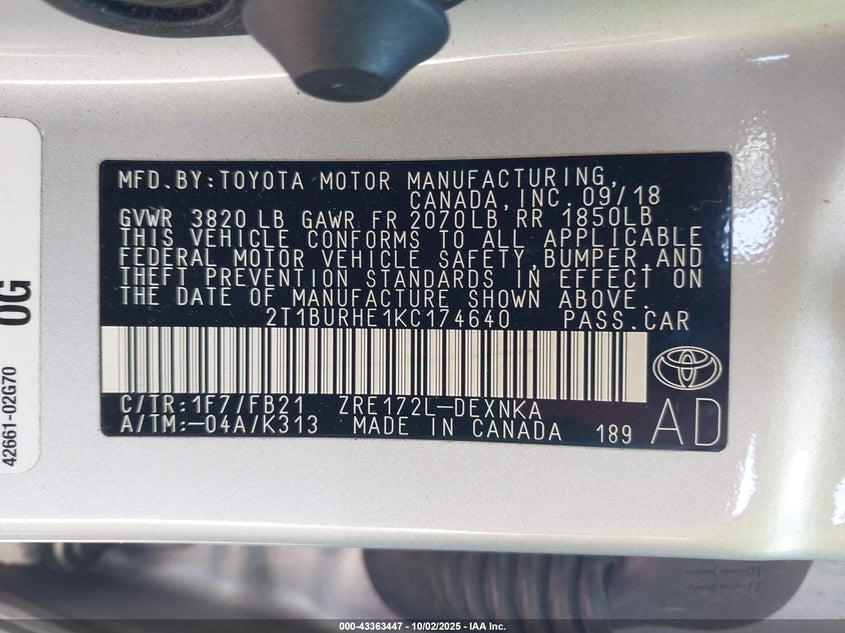 MFD.BY:TOYOTA MOTOR MANUFACTURING,
CANADA, INC. 09/18
GVWR 3820 LB GAWR FR 2070LB RR 1850LB
THIS VEHICLE CONFORMS TO ALL APPLICABLE
FEDERAL MOTOR VEHICLE SAFETY, BUMPER, AND
THEFT PREVENTION STANDARDS IN EFFECT ON
THE DATE OF MANUFACTURE SHOWN ABOVE.
2T1BURHE1KC174640 PASS.CAR
C/TR:1F7/FB21 ZRE172L-DEXNKA
A/TM:-04A/K313 MADE IN CANADA 189 AD
42661-02G70
0G
000-43363447 - 10/02/2025 - IAA Inc.